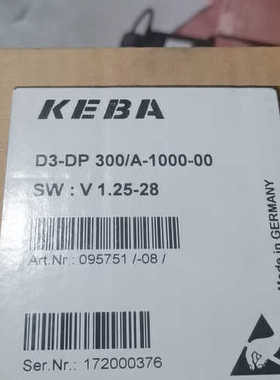 KEBA
D3-DP 300/A-1000-00
SW : V 1.25-28
Art.Nr : 095751 /-08 /
Made in GERMANY
Ser.Nr: 172000376